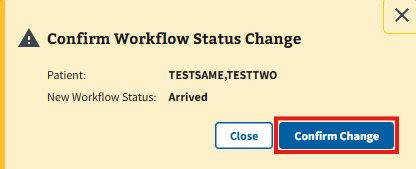 Confirm Workflow Status Change
Patient: TESTSAME,TESTTWO
New Workflow Status: Arrived
Close Confirm Change